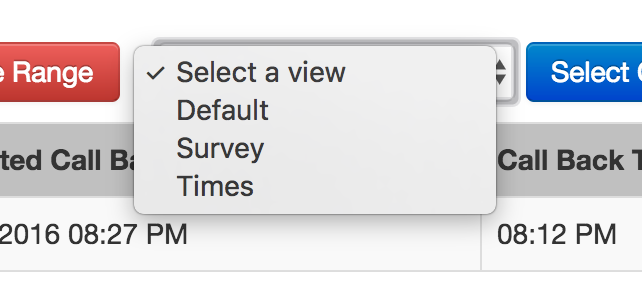 e Range
Select a view
Select
Default
Survey
Times
ted Call Ba
Call Back T
2016 08:27 PM
08:12 PM